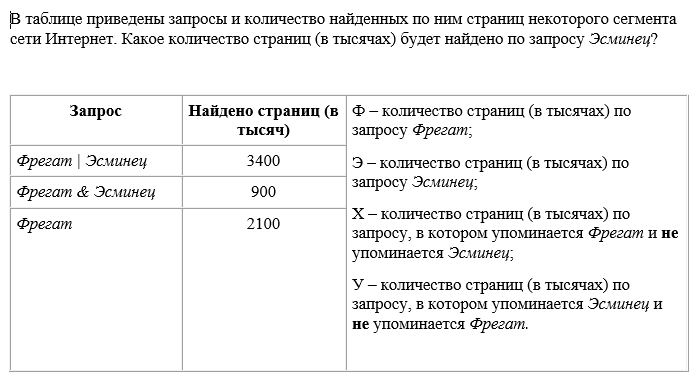 В таблице приведены запросы и количество найденных по ним страниц некоторого сегмента
сети Интернет. Какое количество страниц (в тысячах) будет найдено по запросу Эсминец?
Запрос
Найдено страниц (в
тысяч)
Фрегат | Эсминец
3400
Фрегат & Эсминец
900
Фрегат
2100
Ф – количество страниц (в тысячах) по
запросу Фрегат;
Э – количество страниц (в тысячах) по
запросу Эсминец;
Х – количество страниц (в тысячах) по
запросу, в котором упоминается Фрегат и не
упоминается Эсминец;
У – количество страниц (в тысячах) по
запросу, в котором упоминается Эсминец и
не упоминается Фрегат.